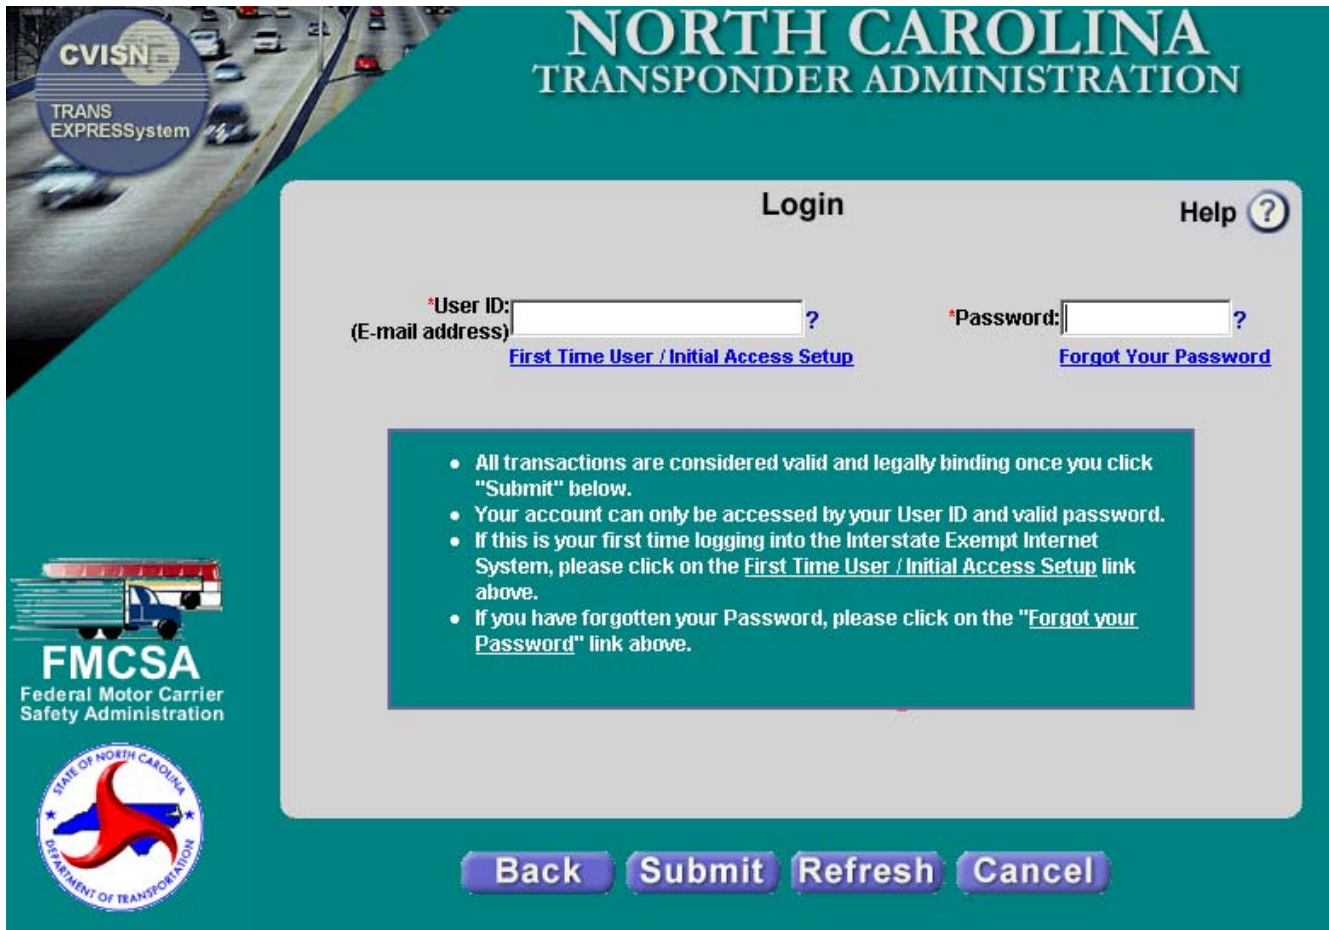 CVISN
TRANS
EXPRESSystem
NORTH CAROLINA
TRANSPONDER ADMINISTRATION
Login
Help ?
*User ID:
(E-mail address)
?
*Password:
?
First Time User / Initial Access Setup
Forgot Your Password
• All transactions are considered valid and legally binding once you click
"Submit" below.
• Your account can only be accessed by your User ID and valid password.
• If this is your first time logging into the Interstate Exempt Internet
System, please click on the First Time User / Initial Access Setup link
above.
• If you have forgotten your Password, please click on the "Forgot your
Password" link above.
FMCSA
Federal Motor Carrier
Safety Administration
STATE OF NORTH CAROLINA
DEPARTMENT OF TRANSPORTATION
Back
Submit
Refresh
Cancel